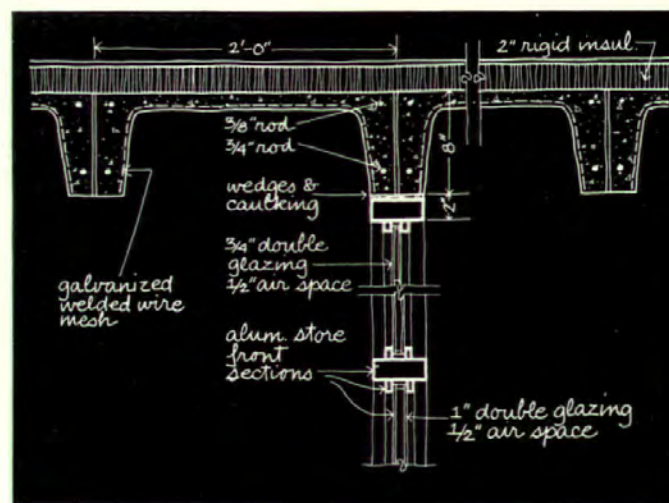 2'-0"
2" rigid insul.
3/8" rod
3/4" rod
8"
wedges &
caulking
2"
3/4" double
glazing
1/2" air space
galvanized
welded wire
mesh
alum. store
front
sections
1" double glazing
1/2" air space